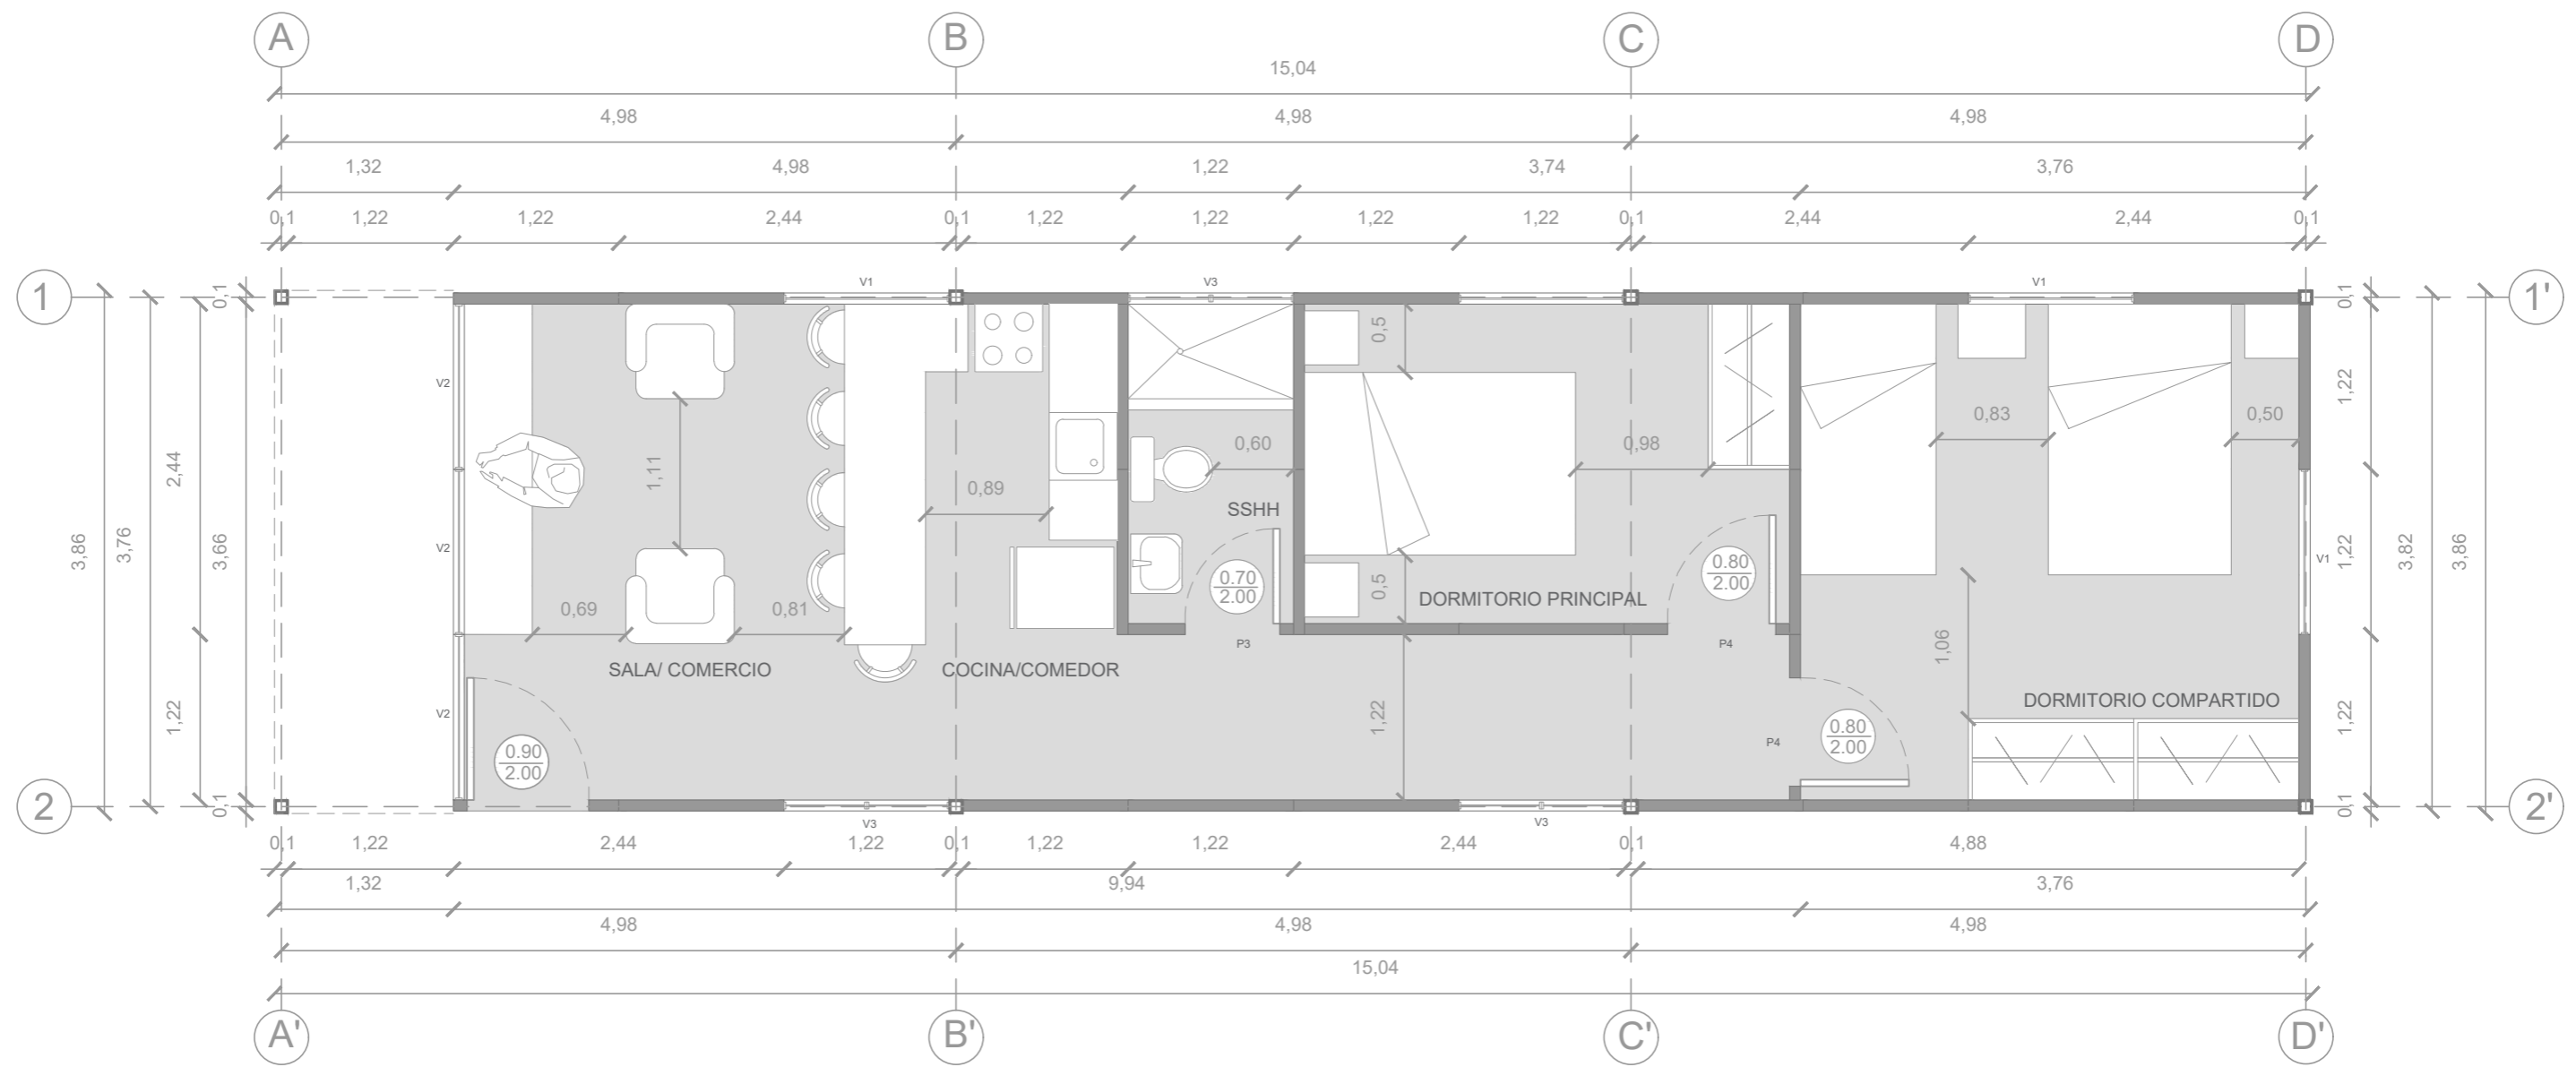 A B C D
15,04
4,98 4,98 4,98
1,32 4,98 1,22 3,74 3,76
0,1 1,22 1,22 2,44 0,1 1,22 1,22 1,22 1,22 0,1 2,44 2,44 0,1
1 1'
0,1 0,1
V1 V3 V1
0,5
V2
1,22
0,83 0,50
2,44
1,11
0,60
0,98
0,89
SSHH
3,86 3,76 3,66
V2
1,22
V1
3,82 3,86
0.70
2.00
0.80
2.00
0,5
DORMITORIO PRINCIPAL
0,69 0,81
P3 P4
1,06
SALA/ COMERCIO COCINA/COMEDOR
DORMITORIO COMPARTIDO
1,22
V2
1,22
1,22
P4
0.80
2.00
0.90
2.00
2 2'
0,1 0,1
V3 V3
0,1 1,22 2,44 1,22 0,1 1,22 1,22 2,44 0,1 4,88
1,32 9,94 3,76
4,98 4,98 4,98
15,04
A' B' C' D'